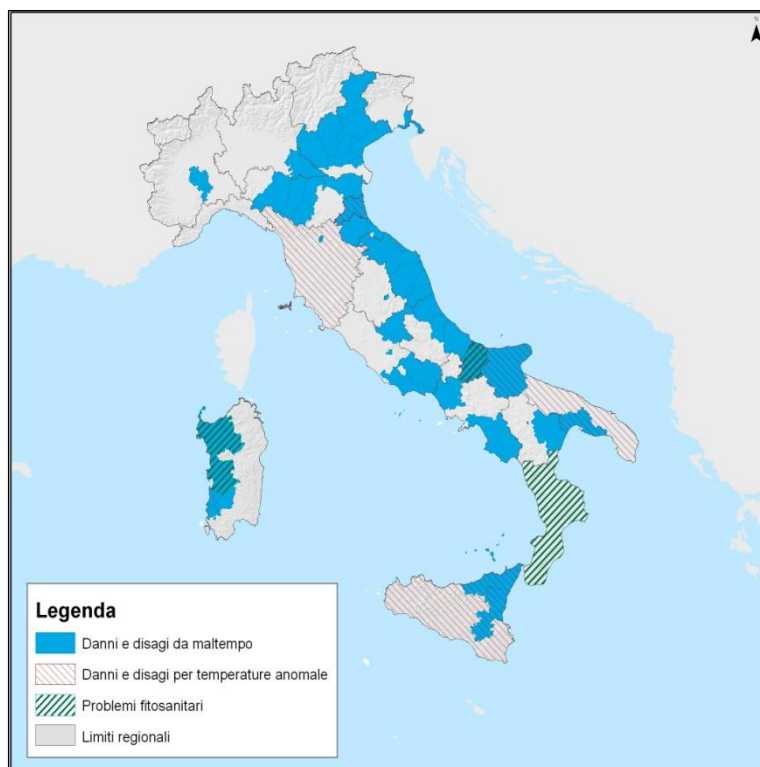 N
Legenda
Danni e disagi da maltempo
Danni e disagi per temperature anomale
Problemi fitosanitari
Limiti regionali